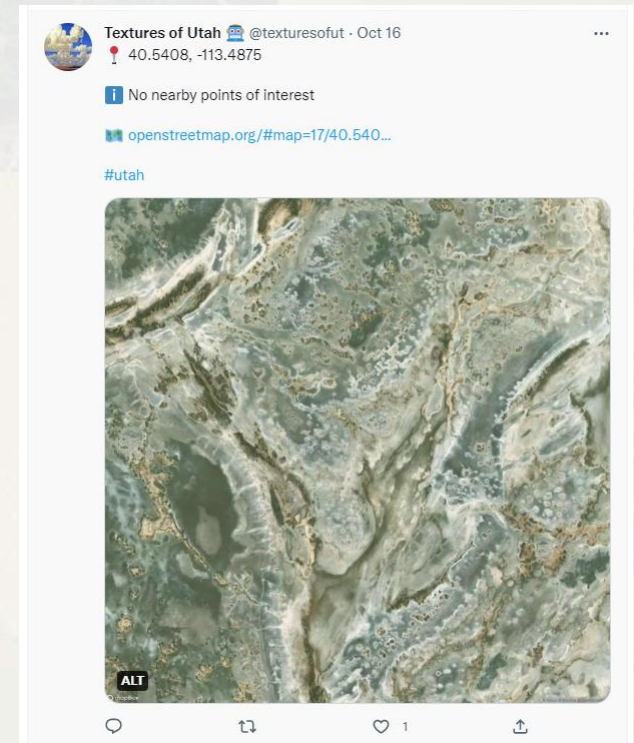 Textures of Utah 🤖 @texturesofut · Oct 16
📍 40.5408, -113.4875
ℹ️ No nearby points of interest
🗺️ openstreetmap.org/#map=17/40.540...
#utah
ALT
mapbox
1